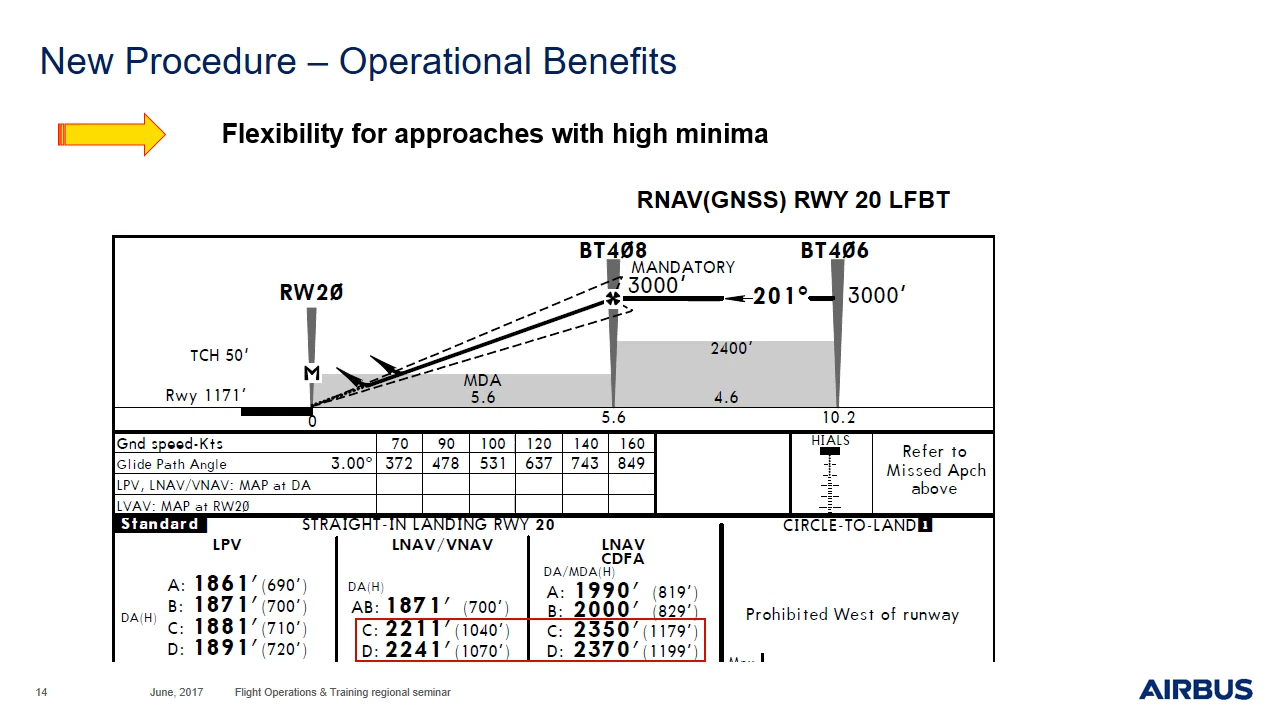 New Procedure – Operational Benefits
Flexibility for approaches with high minima
RNAV(GNSS) RWY 20 LFBT
BT408 BT406
MANDATORY
RW20 3000' 201° 3000'
TCH 50' 2400'
M
MDA
Rwy 1171' 5.6 4.6
0 5.6 10.2
Gnd speed-Kts 70 90 100 120 140 160 HIALS
Glide Path Angle 3.00° 372 478 531 637 743 849
LPV, LNAV/VNAV: MAP at DA
LVAV: MAP at RW20
Refer to
Missed Apch
above
Standard STRAIGHT-IN LANDING RWY 20 CIRCLE-TO-LAND 1
LPV
DA(H)
A: 1861' (690')
B: 1871' (700')
C: 1881' (710')
D: 1891' (720')
LNAV/VNAV
DA(H)
AB: 1871' (700')
C: 2211' (1040')
D: 2241' (1070')
LNAV
CDFA
DA/MDA(H)
A: 1990' (819')
B: 2000' (829')
C: 2350' (1179')
D: 2370' (1199')
Prohibited West of runway
14 June, 2017 Flight Operations & Training regional seminar
AIRBUS